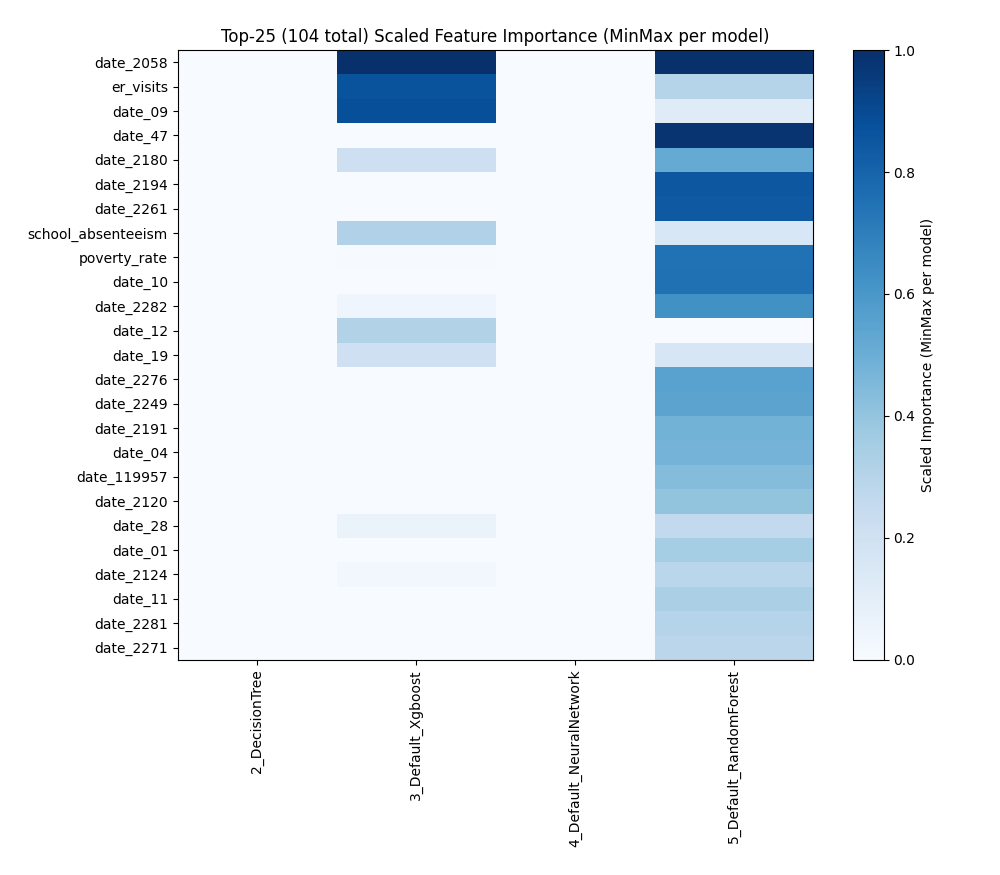 Top-25 (104 total) Scaled Feature Importance (MinMax per model)
date_2058
er_visits
date_09
date_47
date_2180
date_2194
date_2261
school_absenteeism
poverty_rate
date_10
date_2282
date_12
date_19
date_2276
date_2249
date_2191
date_04
date_119957
date_2120
date_28
date_01
date_2124
date_11
date_2281
date_2271
2_DecisionTree
3_Default_Xgboost
4_Default_NeuralNetwork
5_Default_RandomForest
1.0
0.8
0.6
0.4
0.2
0.0
Scaled Importance (MinMax per model)